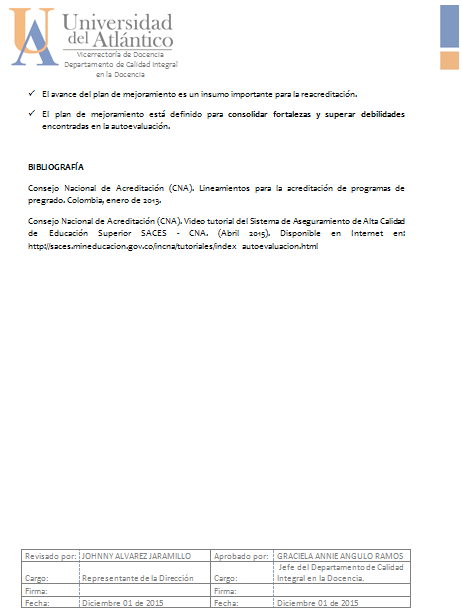 Universidad
del Atlántico
Vicerrectoría de Docencia
Departamento de Calidad Integral
en la Docencia
✓ El avance del plan de mejoramiento es un insumo importante para la reacreditación.
✓ El plan de mejoramiento está definido para consolidar fortalezas y superar debilidades
encontradas en la autoevaluación.
BIBLIOGRAFÍA
Consejo Nacional de Acreditación (CNA). Lineamientos para la acreditación de programas de
pregrado. Colombia, enero de 2013.
Consejo Nacional de Acreditación (CNA). Video tutorial del Sistema de Aseguramiento de Alta Calidad
de Educación Superior SACES - CNA. (Abril 2015). Disponible en Internet en:
http://saces.mineducacion.gov.co/incna/tutoriales/index_autoevaluacion.html
Revisado por: JOHNNY ALVAREZ JARAMILLO Aprobado por: GRACIELA ANNIE ANGULO RAMOS
Cargo: Representante de la Dirección Cargo: Jefe del Departamento de Calidad
Integral en la Docencia.
Firma: Firma:
Fecha: Diciembre 01 de 2015 Fecha: Diciembre 01 de 2015